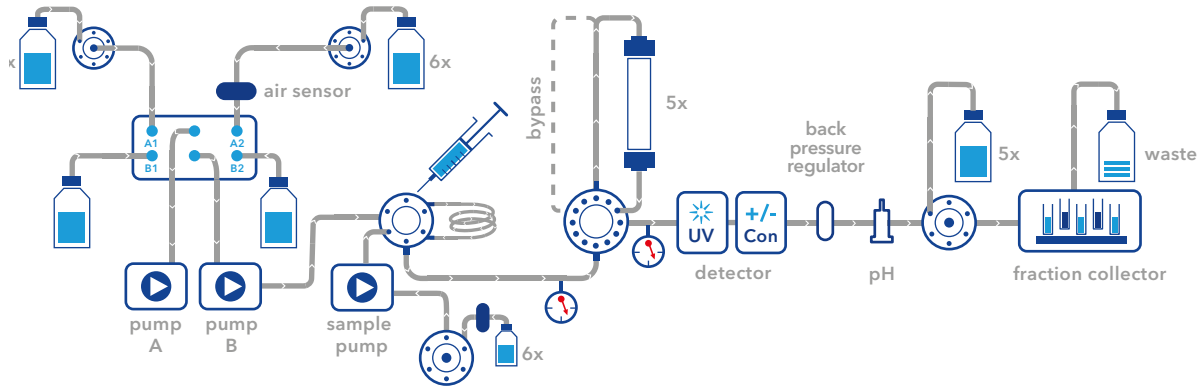 6x
air sensor
A1
A2
B1
B2
pump
A
pump
B
sample
pump
6x
bypass
5x
UV
+/-
Con
detector
back
pressure
regulator
pH
5x
waste
fraction collector